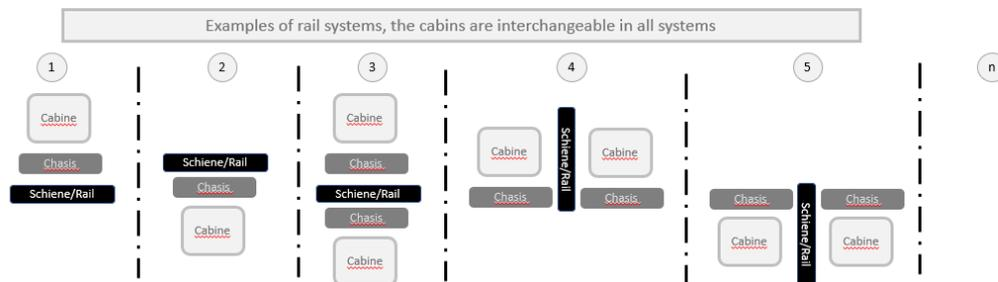 Examples of rail systems, the cabins are interchangeable in all systems
1
2
3
4
5
n
Cabine
Chasis
Schiene/Rail
Schiene/Rail
Chasis
Cabine
Cabine
Chasis
Schiene/Rail
Chasis
Cabine
Cabine
Schiene/Rail
Cabine
Chasis
Chasis
Chasis
Schiene/Rail
Chasis
Cabine
Cabine